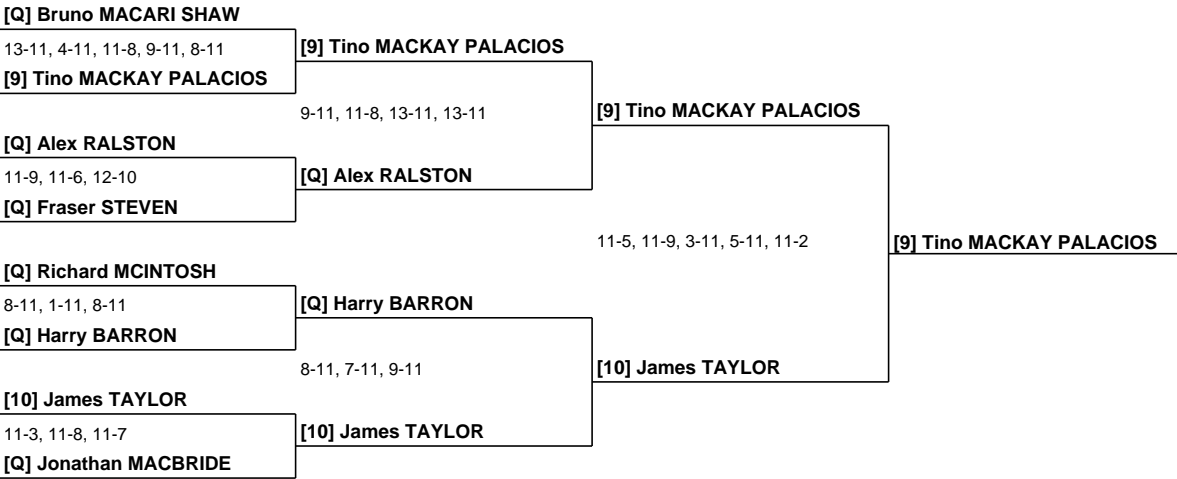 [Q] Bruno MACARI SHAW
13-11, 4-11, 11-8, 9-11, 8-11
[9] Tino MACKAY PALACIOS
[9] Tino MACKAY PALACIOS
9-11, 11-8, 13-11, 13-11
[9] Tino MACKAY PALACIOS
[Q] Alex RALSTON
11-9, 11-6, 12-10
[Q] Alex RALSTON
[Q] Fraser STEVEN
11-5, 11-9, 3-11, 5-11, 11-2
[9] Tino MACKAY PALACIOS
[Q] Richard MCINTOSH
8-11, 1-11, 8-11
[Q] Harry BARRON
[Q] Harry BARRON
8-11, 7-11, 9-11
[10] James TAYLOR
[10] James TAYLOR
11-3, 11-8, 11-7
[10] James TAYLOR
[Q] Jonathan MACBRIDE